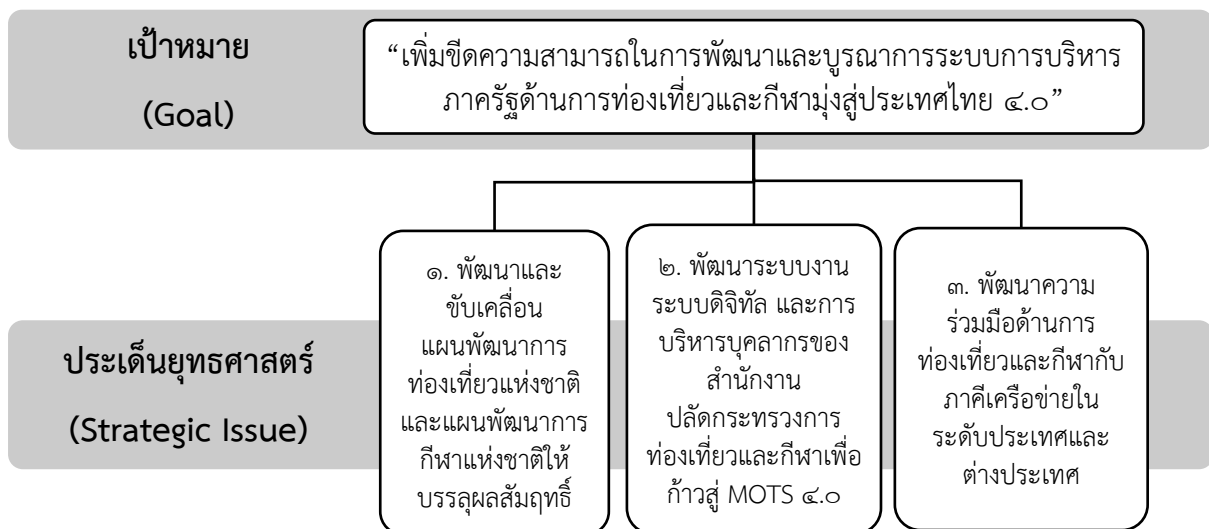 เป้าหมาย
(Goal)
“เพิ่มขีดความสามารถในการพัฒนาและบูรณาการระบบการบริหาร
ภาครัฐด้านการท่องเที่ยวและกีฬามุ่งสู่ประเทศไทย ๔.๐”
ประเด็นยุทธศาสตร์
(Strategic Issue)
๑. พัฒนาและ
ขับเคลื่อน
แผนพัฒนาการ
ท่องเที่ยวแห่งชาติ
และแผนพัฒนาการ
กีฬาแห่งชาติให้
บรรลุผลสัมฤทธิ์
๒. พัฒนาระบบงาน
ระบบดิจิทัล และการ
บริหารบุคลากรของ
สำนักงาน
ปลัดกระทรวงการ
ท่องเที่ยวและกีฬาเพื่อ
ก้าวสู่ MOTS ๔.๐
๓. พัฒนาความ
ร่วมมือด้านการ
ท่องเที่ยวและกีฬากับ
ภาคีเครือข่ายใน
ระดับประเทศและ
ต่างประเทศ